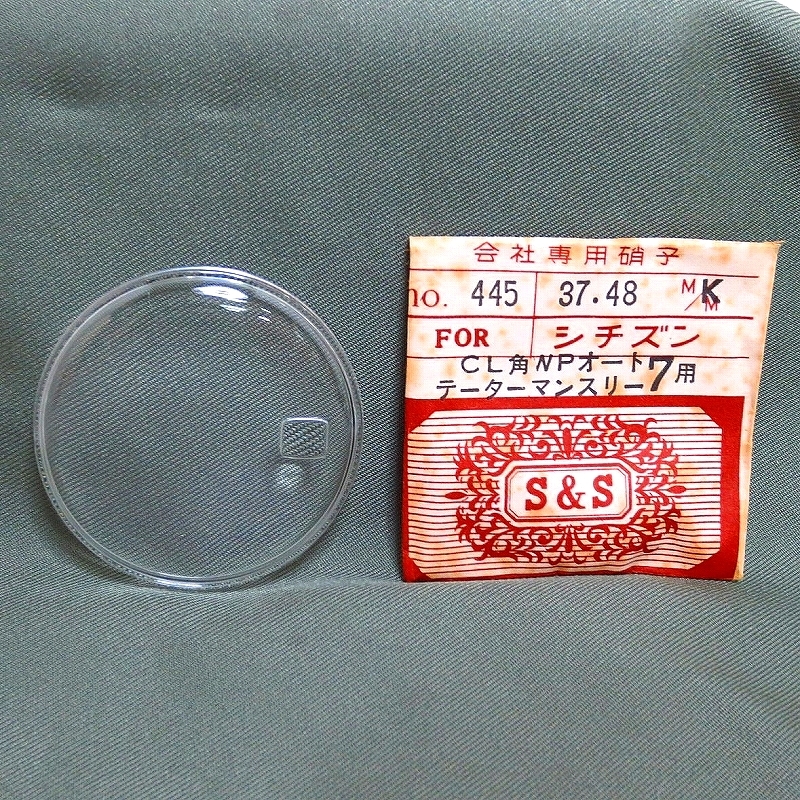 会社専用硝子
no. 445 37.48 M/M K
FOR シチズン
CL角NPオート7用
テーターマンスリー
S&S